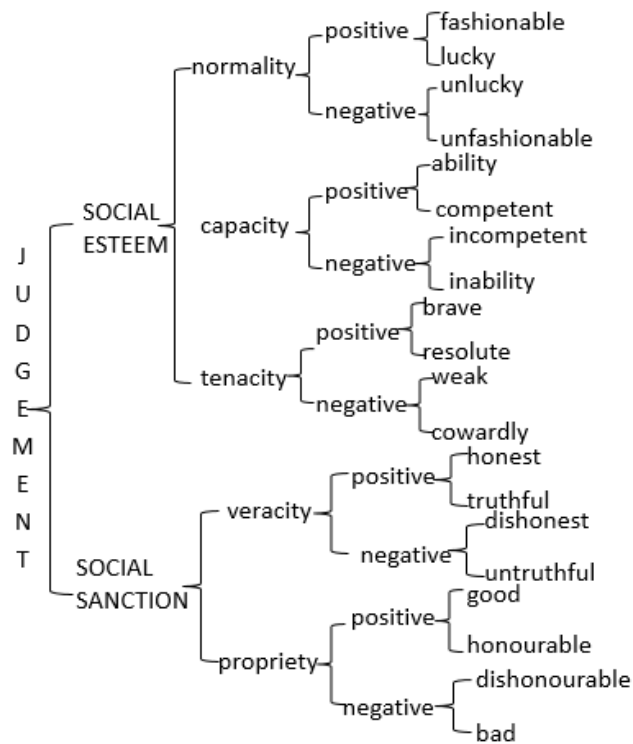 JUDGEMENT
SOCIAL
ESTEEM
normality
positive
fashionable
lucky
negative
unlucky
unfashionable
capacity
positive
ability
competent
negative
incompetent
inability
tenacity
positive
brave
resolute
negative
weak
cowardly
SOCIAL
SANCTION
veracity
positive
honest
truthful
negative
dishonest
untruthful
propriety
positive
good
honourable
negative
dishonourable
bad